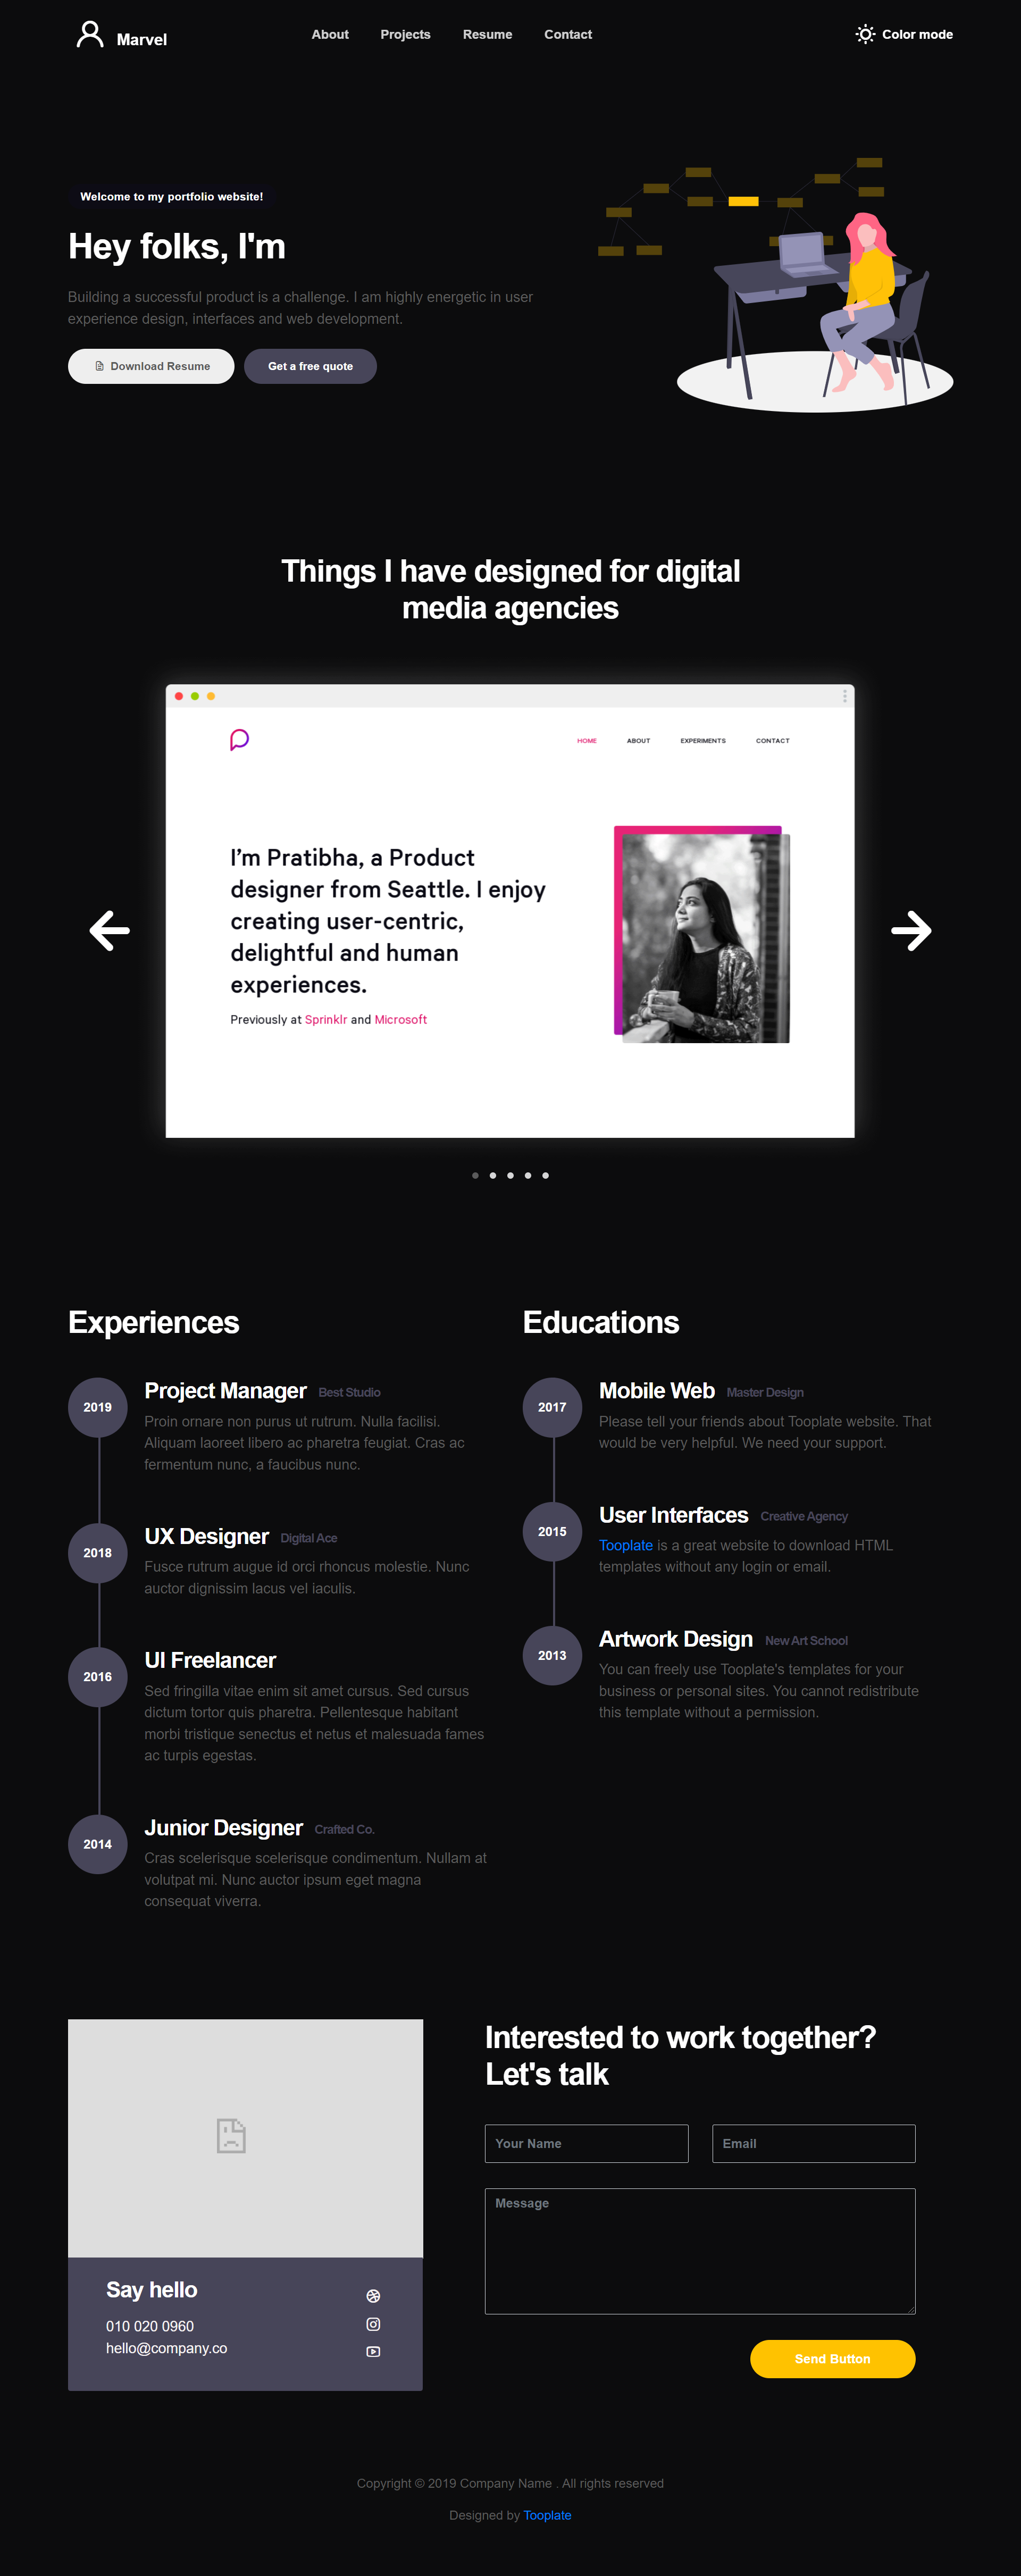 Marvel
About
Projects
Resume
Contact
Color mode
Welcome to my portfolio website!
Hey folks, I'm
Building a successful product is a challenge. I am highly energetic in user
experience design, interfaces and web development.
Download Resume
Get a free quote
Things I have designed for digital
media agencies
HOME
ABOUT
EXPERIMENTS
CONTACT
I'm Pratibha, a Product
designer from Seattle. I enjoy
creating user-centric,
delightful and human
experiences.
Previously at Sprinklr and Microsoft
Experiences
2019
Project Manager Best Studio
Proin ornare non purus ut rutrum. Nulla facilisi.
Aliquam laoreet libero ac pharetra feugiat. Cras ac
fermentum nunc, a faucibus nunc.
2018
UX Designer Digital Ace
Fusce rutrum augue id orci rhoncus molestie. Nunc
auctor dignissim lacus vel iaculis.
2016
UI Freelancer
Sed fringilla vitae enim sit amet cursus. Sed cursus
dictum tortor quis pharetra. Pellentesque habitant
morbi tristique senectus et netus et malesuada fames
ac turpis egestas.
2014
Junior Designer Crafted Co.
Cras scelerisque scelerisque condimentum. Nullam at
volutpat mi. Nunc auctor ipsum eget magna
consequat viverra.
Educations
2017
Mobile Web Master Design
Please tell your friends about Tooplate website. That
would be very helpful. We need your support.
2015
User Interfaces Creative Agency
Tooplate is a great website to download HTML
templates without any login or email.
2013
Artwork Design New Art School
You can freely use Tooplate's templates for your
business or personal sites. You cannot redistribute
this template without a permission.
Say hello
010 020 0960
hello@company.co
Interested to work together?
Let's talk
Your Name
Email
Message
Send Button
Copyright © 2019 Company Name . All rights reserved
Designed by Tooplate